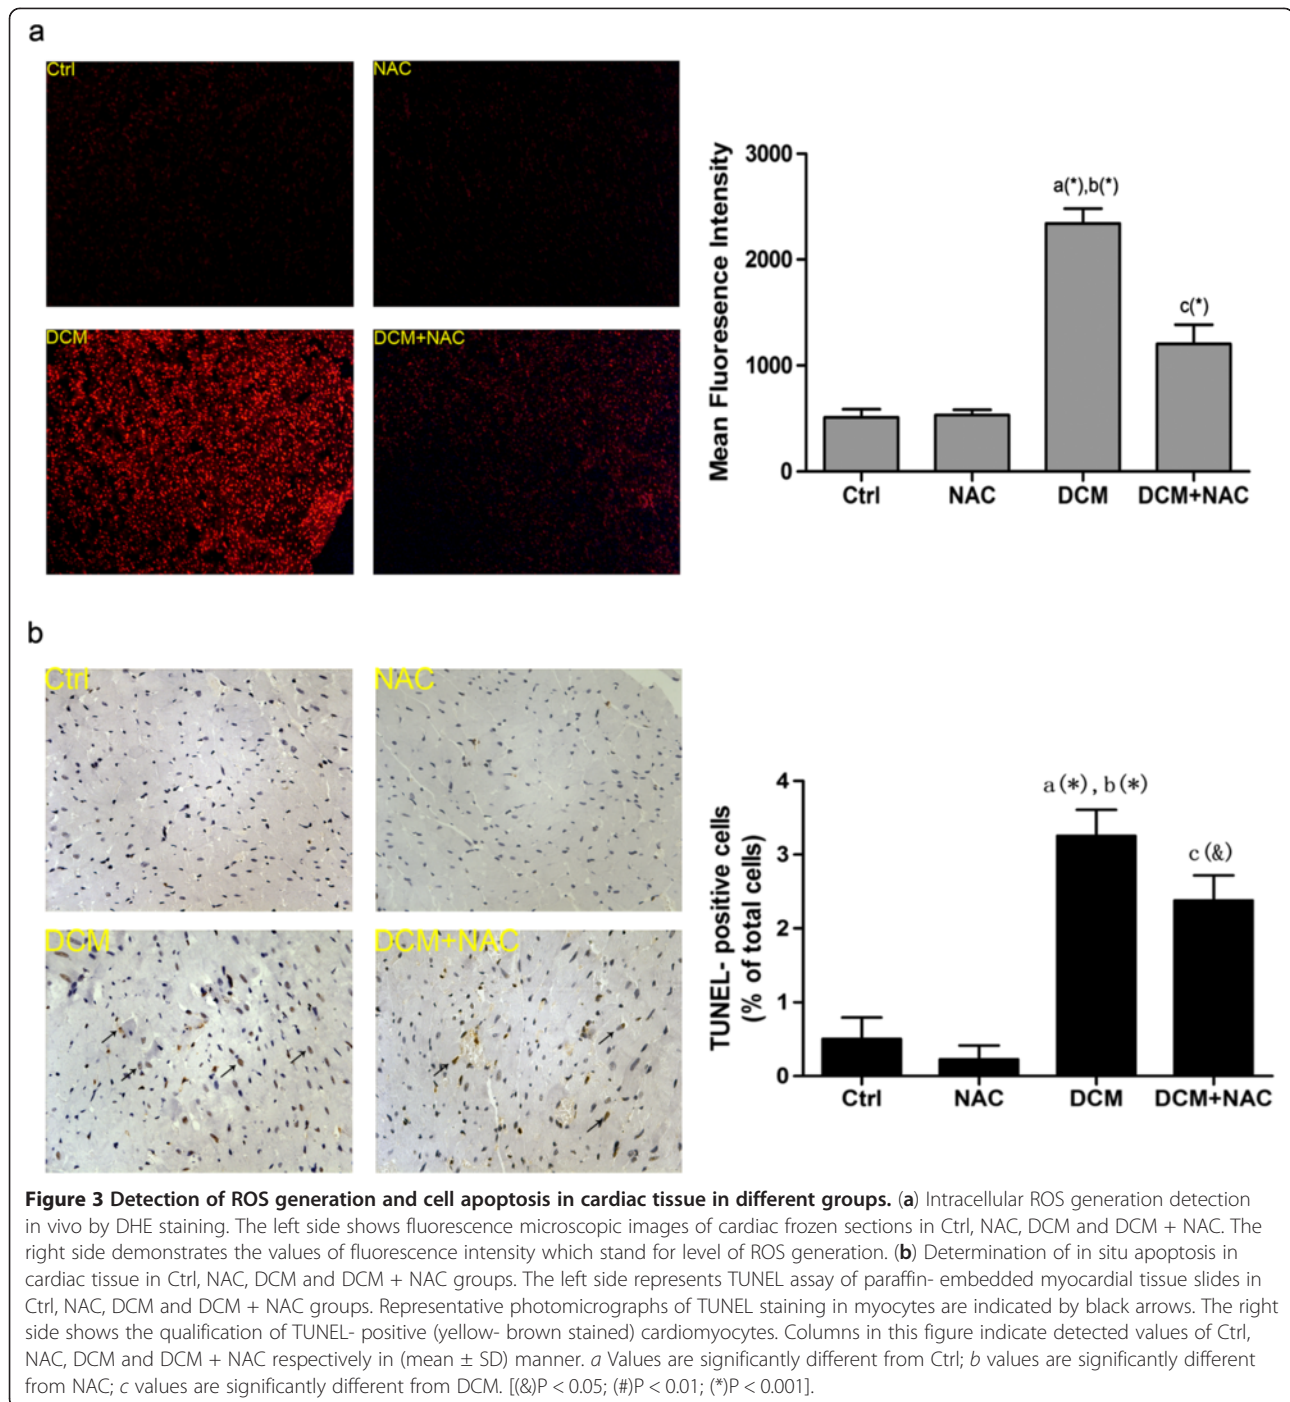 a
Ctrl
NAC
DCM
DCM+NAC
Mean Fluoresence Intensity
3000
2000
1000
0
a(*),b(*)
c(*)
Ctrl
NAC
DCM
DCM+NAC
b
Ctrl
NAC
DCM
DCM+NAC
TUNEL- positive cells
(% of total cells)
4
3
2
1
0
a(*), b(*)
c(&)
Ctrl
NAC
DCM
DCM+NAC
Figure 3 Detection of ROS generation and cell apoptosis in cardiac tissue in different groups. (a) Intracellular ROS generation detection
in vivo by DHE staining. The left side shows fluorescence microscopic images of cardiac frozen sections in Ctrl, NAC, DCM and DCM + NAC. The
right side demonstrates the values of fluorescence intensity which stand for level of ROS generation. (b) Determination of in situ apoptosis in
cardiac tissue in Ctrl, NAC, DCM and DCM + NAC groups. The left side represents TUNEL assay of paraffin- embedded myocardial tissue slides in
Ctrl, NAC, DCM and DCM + NAC groups. Representative photomicrographs of TUNEL staining in myocytes are indicated by black arrows. The right
side shows the qualification of TUNEL- positive (yellow- brown stained) cardiomyocytes. Columns in this figure indicate detected values of Ctrl,
NAC, DCM and DCM + NAC respectively in (mean ± SD) manner. a Values are significantly different from Ctrl; b values are significantly different
from NAC; c values are significantly different from DCM. [(&)P < 0.05; (#)P < 0.01; (*)P < 0.001].